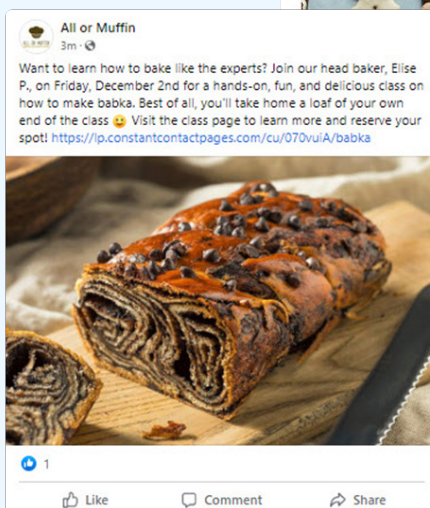 All or Muffin
3m
Want to learn how to bake like the experts? Join our head baker, Elise
P., on Friday, December 2nd for a hands-on, fun, and delicious class on
how to make babka. Best of all, you'll take home a loaf of your own
end of the class 😉 Visit the class page to learn more and reserve your
spot! https://lp.constantcontactpages.com/cu/070vuiA/babka
1
Like Comment Share